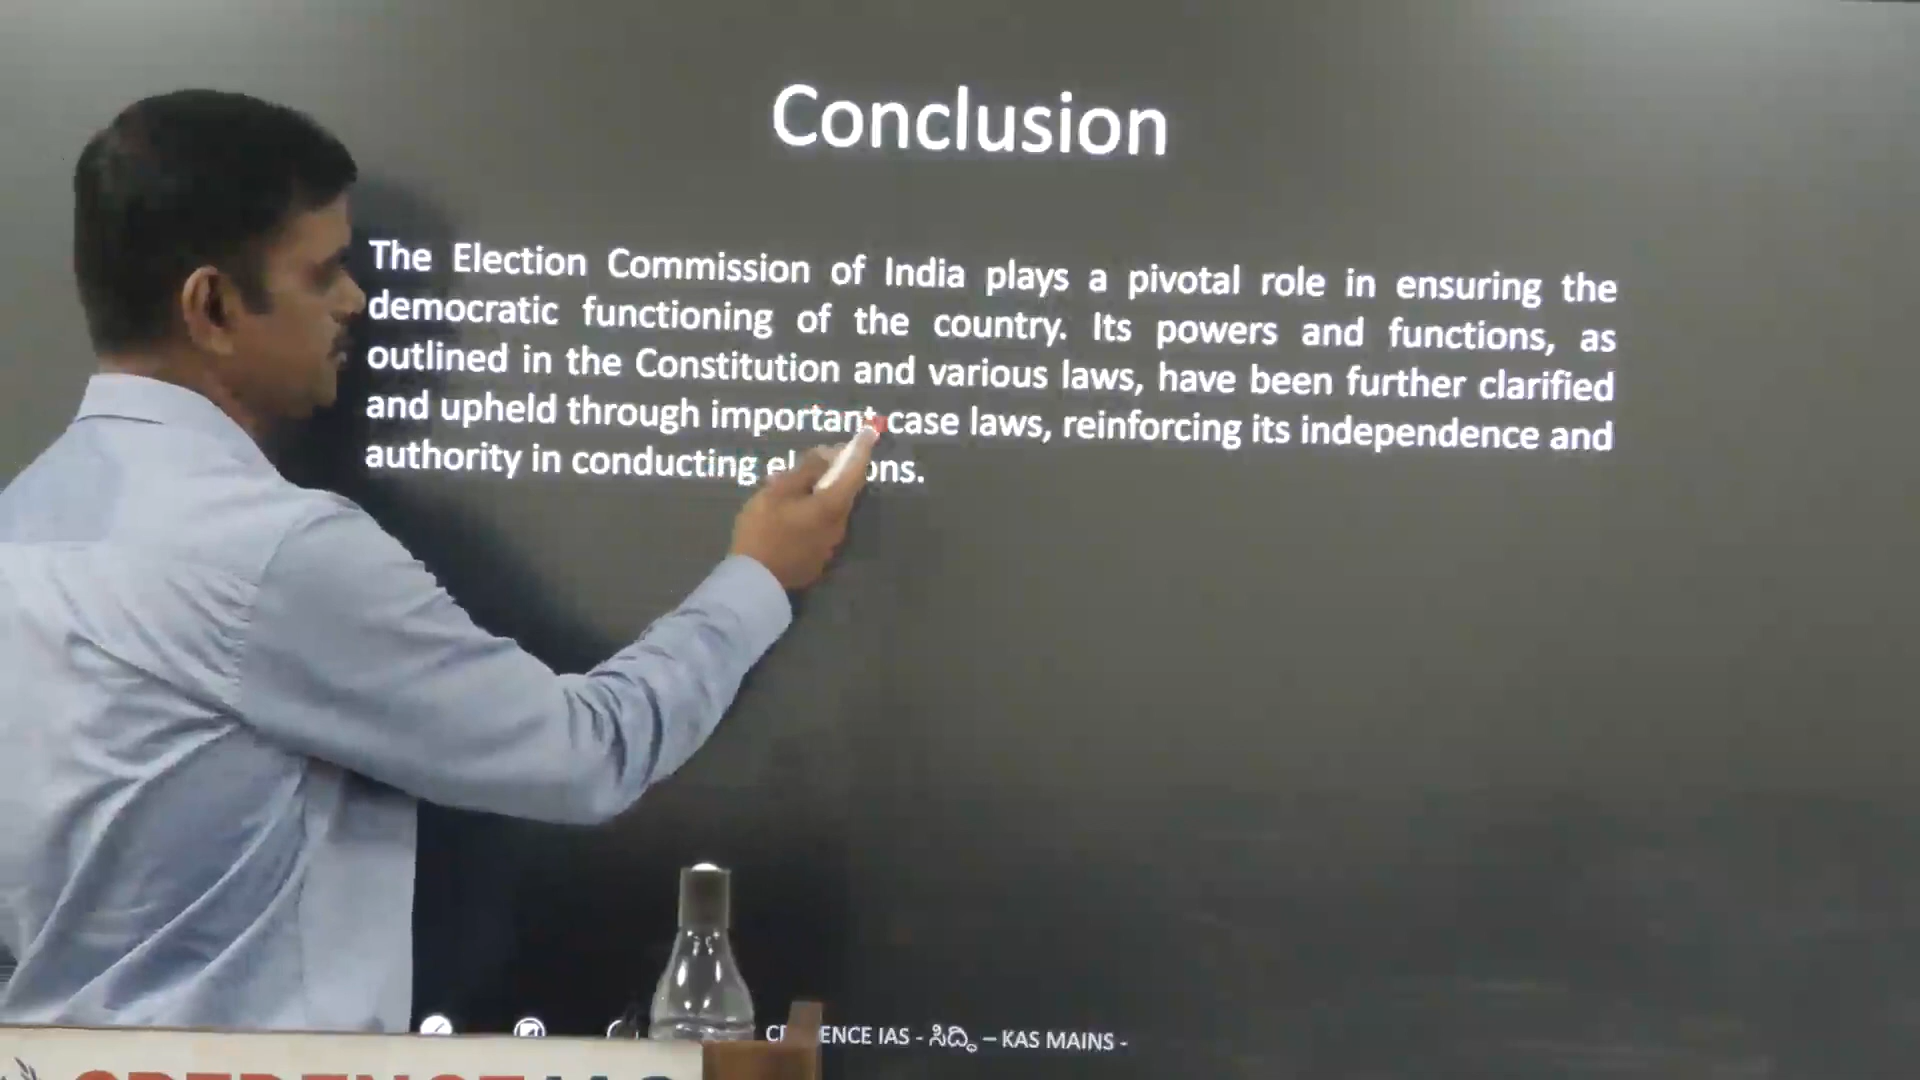 Conclusion
The Election Commission of India plays a pivotal role in ensuring the
democratic functioning of the country. Its powers and functions, as
outlined in the Constitution and various laws, have been further clarified
and upheld through important case laws, reinforcing its independence and
authority in conducting
IAS - ಸಿದ್ಧಿ – KAS MAINS -